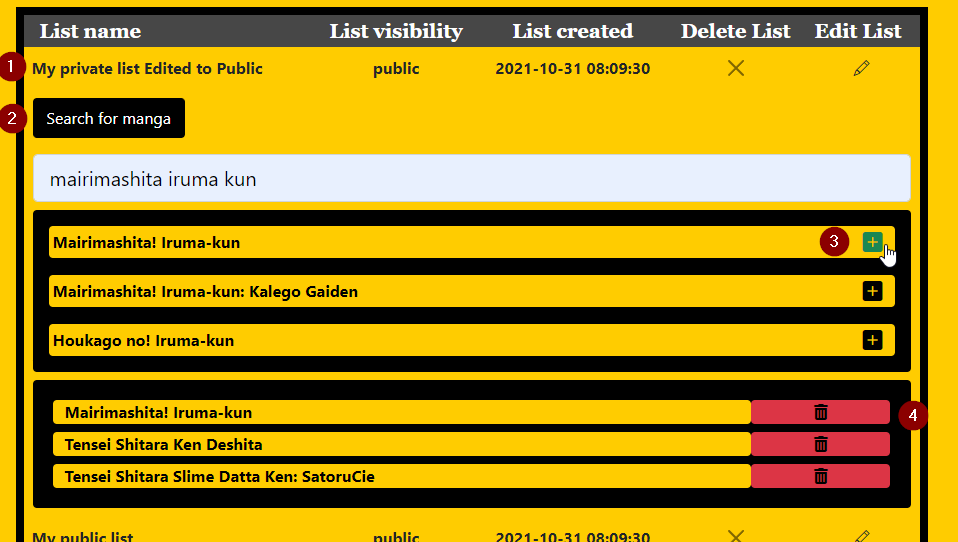 List name List visibility List created Delete List Edit List
1 My private list Edited to Public public 2021-10-31 08:09:30
2 Search for manga
mairimashita iruma kun
Mairimashita! Iruma-kun 3
Mairimashita! Iruma-kun: Kalego Gaiden
Houkago no! Iruma-kun
Mairimashita! Iruma-kun 4
Tensei Shitara Ken Deshita
Tensei Shitara Slime Datta Ken: SatoruCie
My public list public 2021-10-31 08:09:30